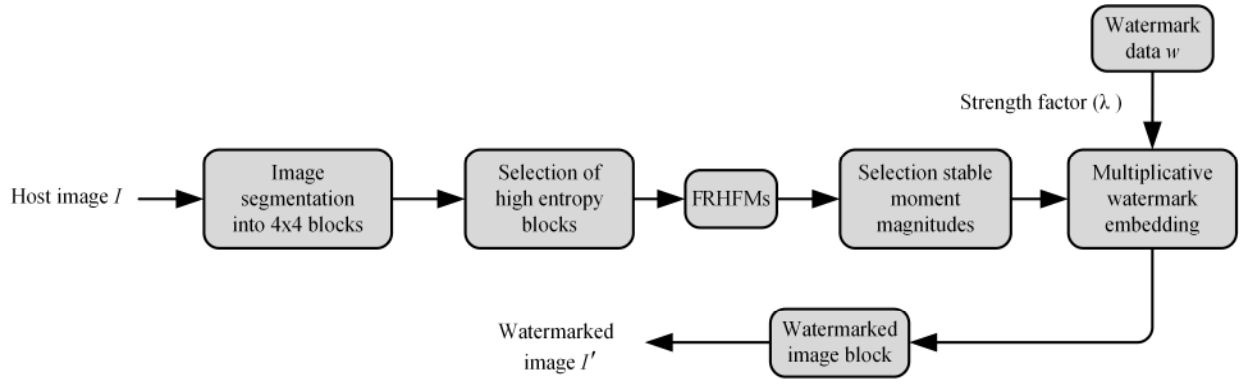 Watermark
data w
Strength factor (λ )
Host image I
Image
segmentation
into 4x4 blocks
Selection of
high entropy
blocks
FRHFMs
Selection stable
moment
magnitudes
Multiplicative
watermark
embedding
Watermarked
image I′
Watermarked
image block